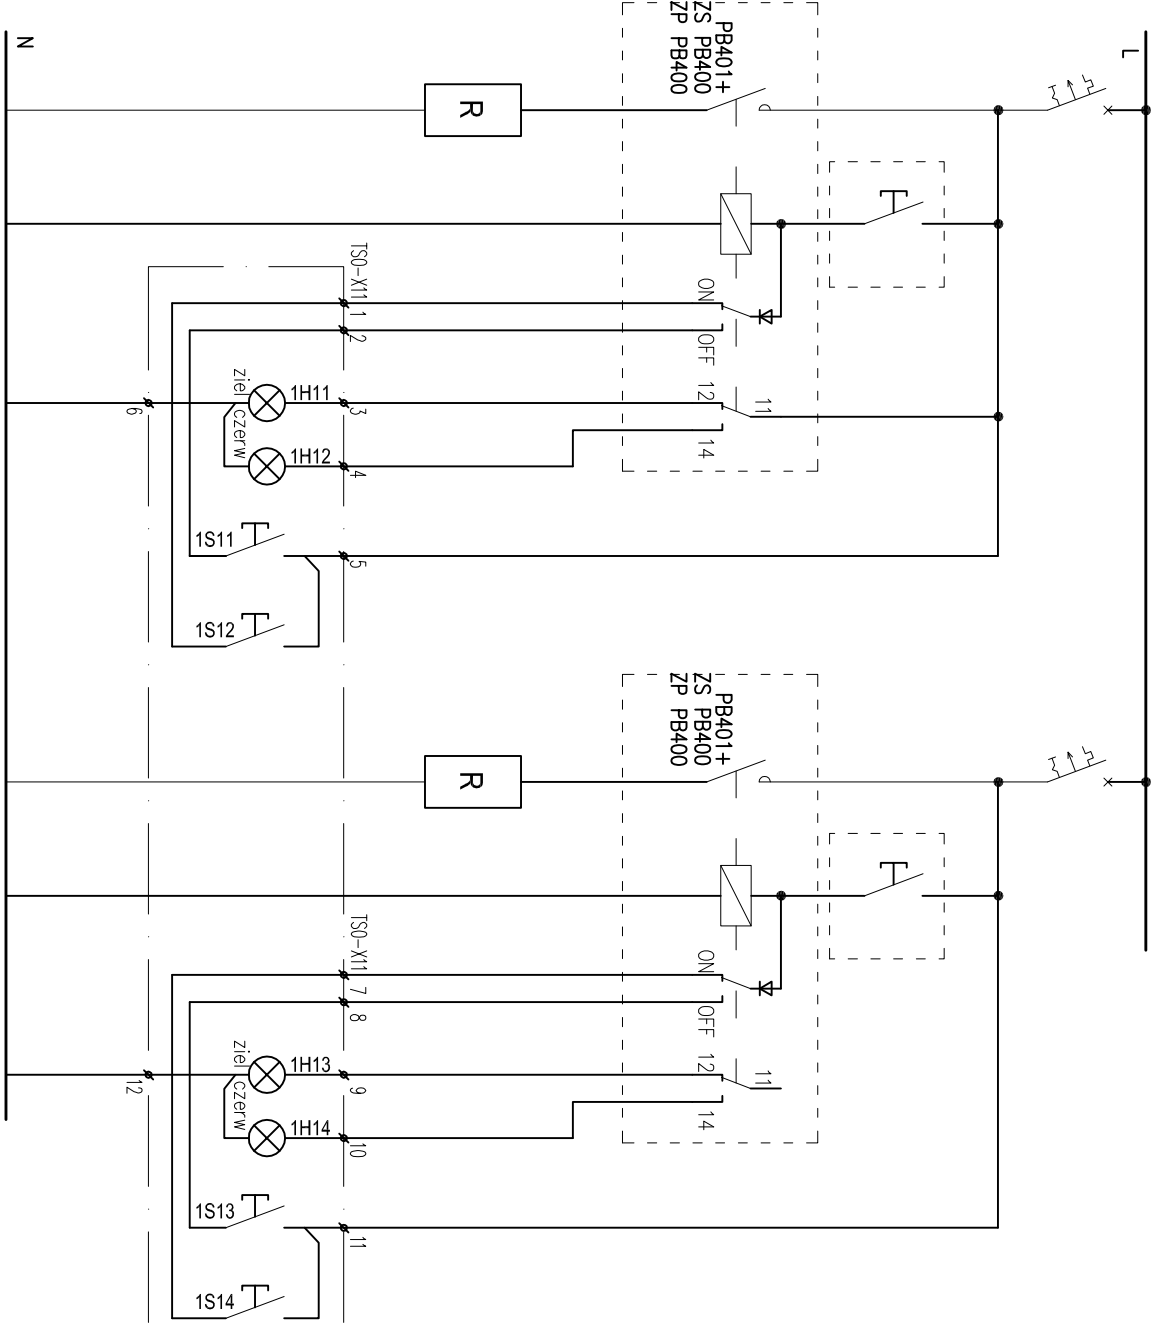 N
L
PB401+
ZS PB400
ZP PB400
R
TS0-X11
ON
1
2
OFF
ziel
1H11
12
11
6
3
czerw
1H12
4
14
1S11
5
1S12
PB401+
ZS PB400
ZP PB400
R
TS0-X11
ON
7
8
OFF
ziel
1H13
12
11
12
9
czerw
1H14
10
14
1S13
11
1S14